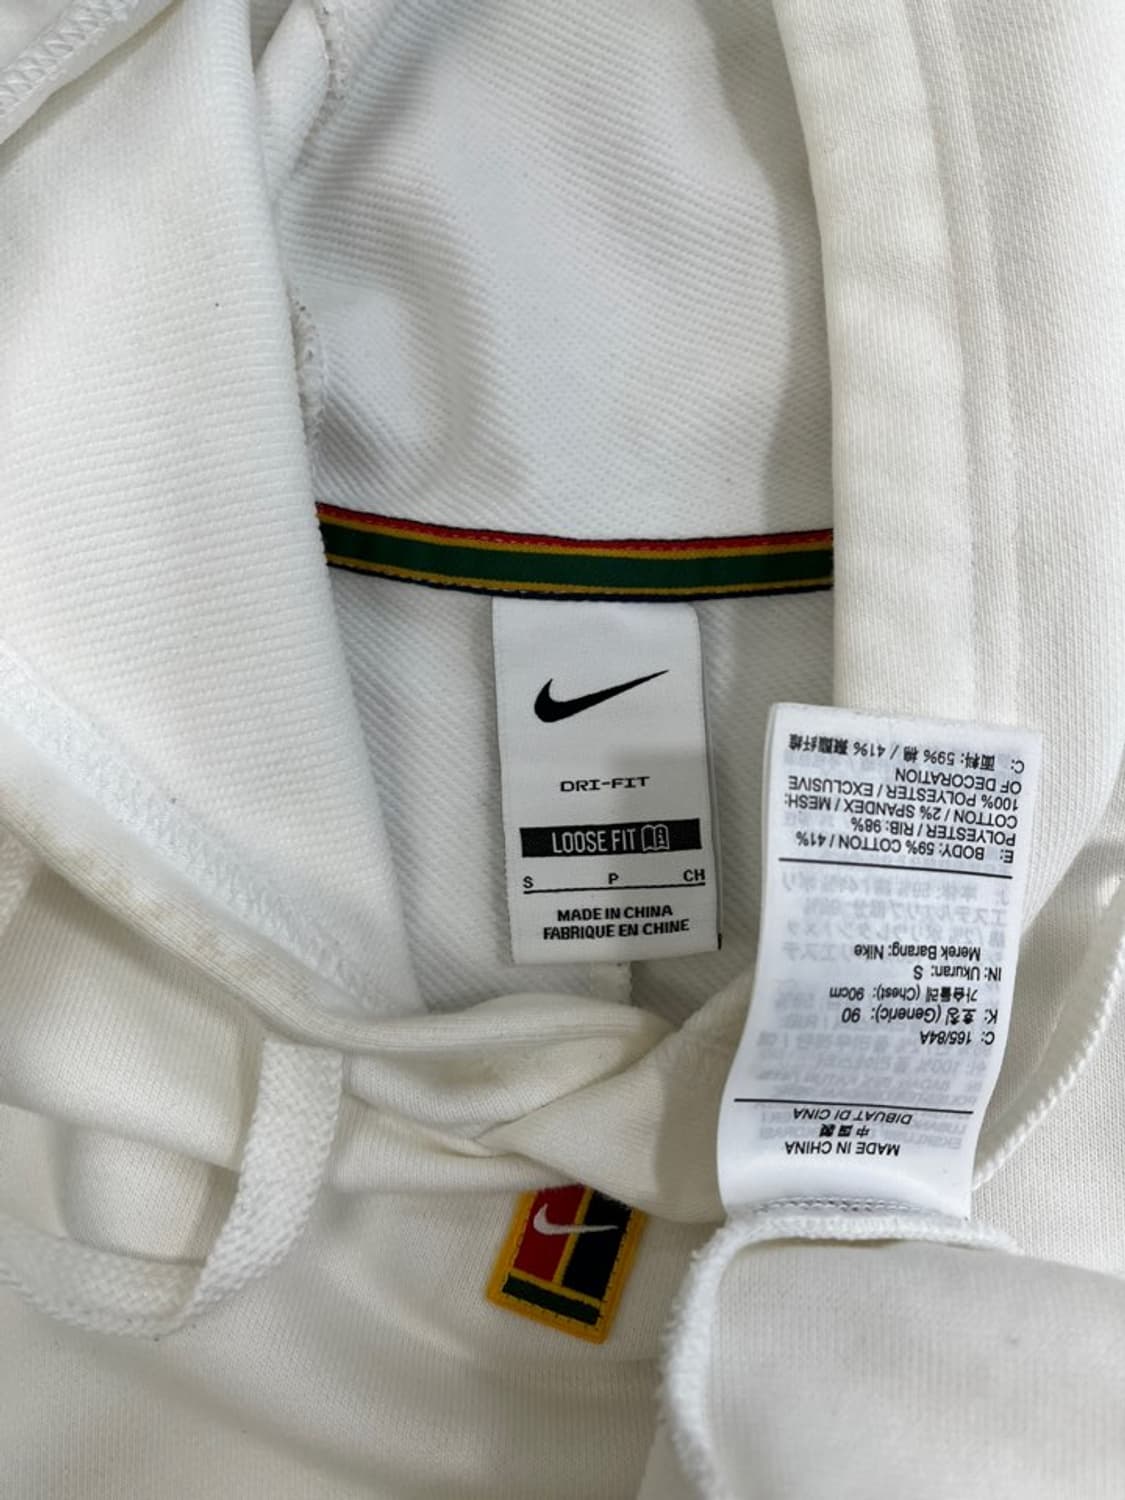 DRI-FIT
LOOSE FIT
S P CH
MADE IN CHINA
FABRIQUE EN CHINE
MADE IN CHINA
中国製
DIBUAT DI CINA
C: 165/84A
K: 호칭 (Generic): 90
가슴둘레 (Chest): 90cm
IN: Ukuran: S
Merek Barang: Nike
E: BODY: 59% COTTON / 41%
POLYESTER / RIB: 98%
COTTON / 2% SPANDEX / MESH:
100% POLYESTER / EXCLUSIVE
OF DECORATION
C: 面料: 59% 棉 / 41% 聚酯纤维